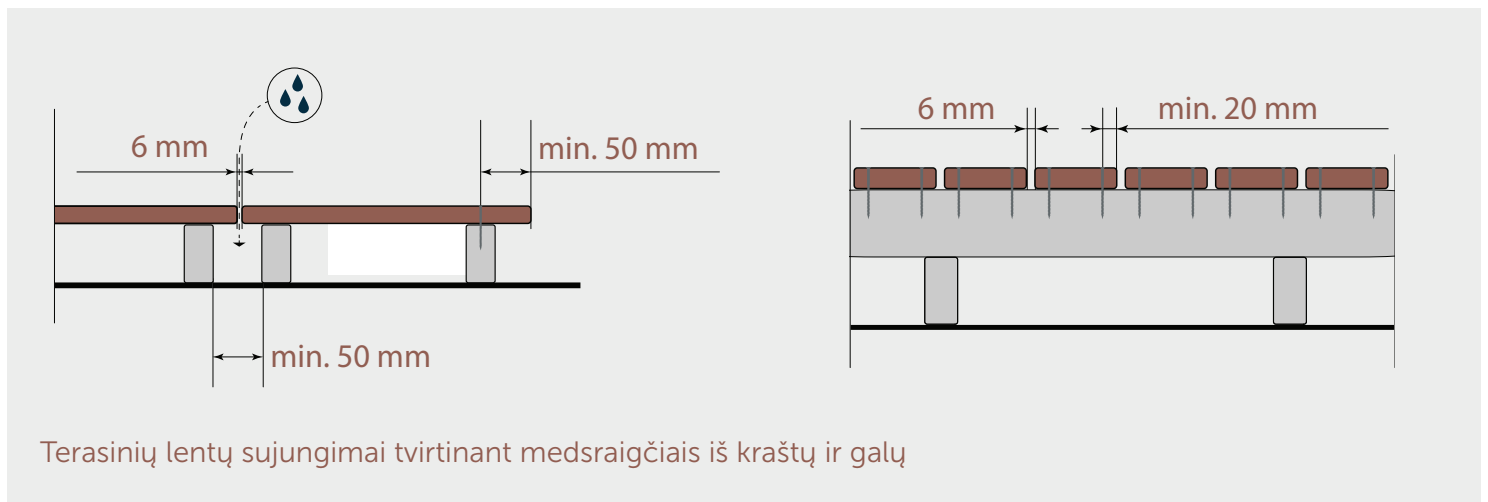 6 mm
min. 50 mm
min. 50 mm
6 mm
min. 20 mm
Terasinių lentų sujungimai tvirtinant medsraigčiais iš kraštų ir galų